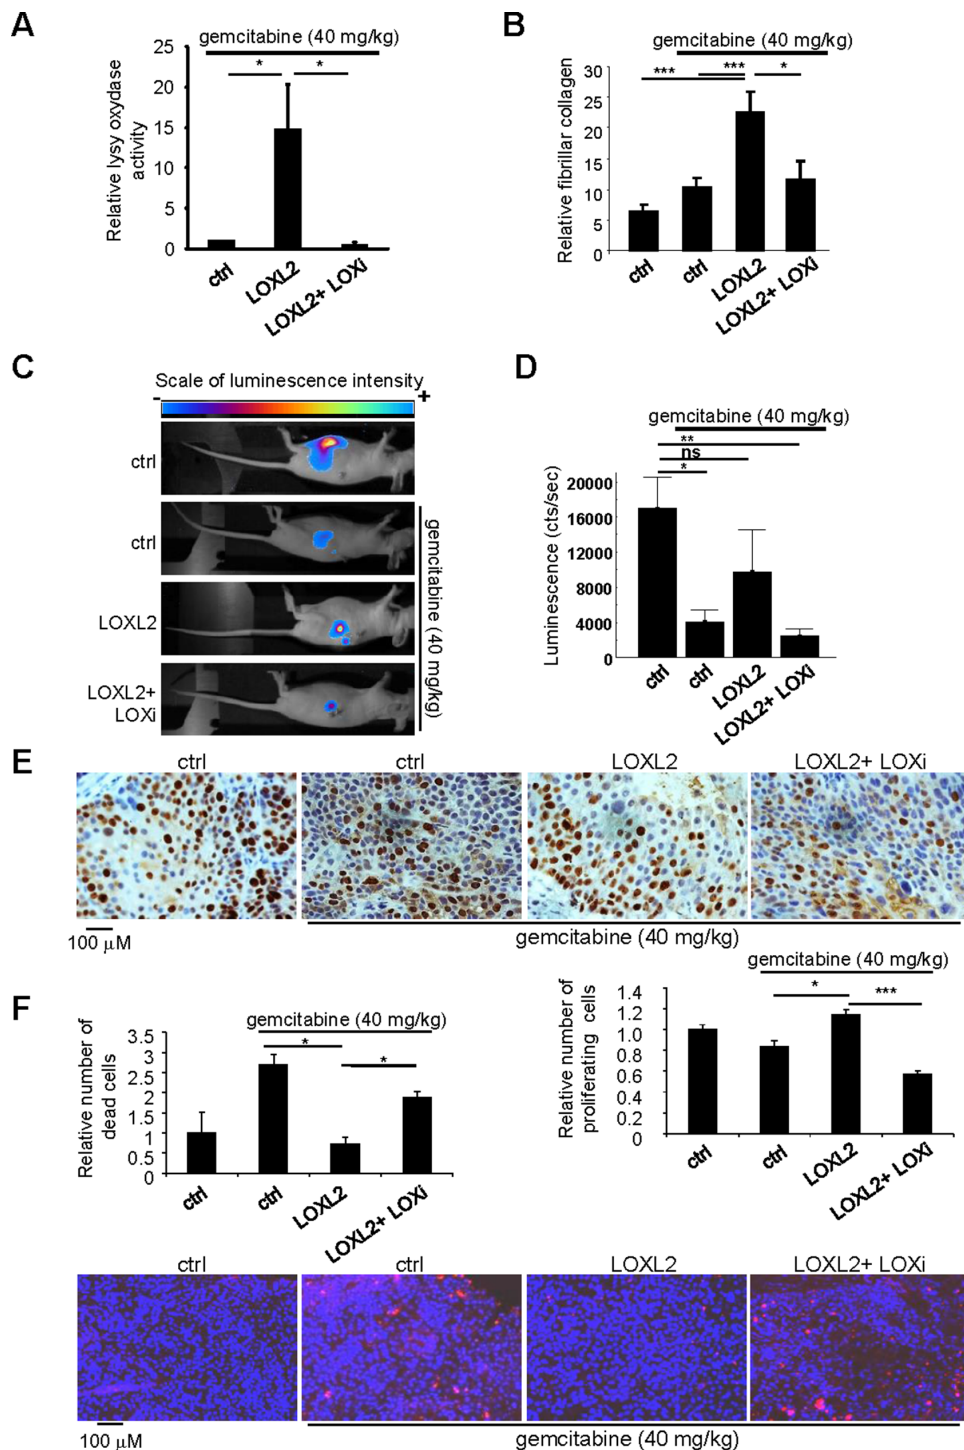 A
gemcitabine (40 mg/kg)
Relative lysy oxydase
activity
25
20
15
10
5
0
*
*
ctrl
LOXL2
LOXL2+ LOXi
B
gemcitabine (40 mg/kg)
Relative fibrillar collagen
30
25
20
15
10
5
0
***
***
*
ctrl
ctrl
LOXL2
LOXL2+ LOXi
C
Scale of luminescence intensity
-
+
ctrl
ctrl
LOXL2
LOXL2+
LOXi
gemcitabine (40 mg/kg)
D
gemcitabine (40 mg/kg)
**
ns
*
Luminescence (cts/sec)
20000
16000
12000
8000
4000
0
ctrl
ctrl
LOXL2
LOXL2+ LOXi
E
ctrl
ctrl
LOXL2
LOXL2+ LOXi
100 µM
gemcitabine (40 mg/kg)
gemcitabine (40 mg/kg)
*
***
Relative number of
proliferating cells
1.4
1.2
1.0
0.8
0.6
0.4
0.2
0
ctrl
ctrl
LOXL2
LOXL2+ LOXi
F
gemcitabine (40 mg/kg)
*
*
Relative number of
dead cells
3.5
3
2.5
2
1.5
1
0.5
ctrl
ctrl
LOXL2
LOXL2+ LOXi
ctrl
ctrl
LOXL2
LOXL2+ LOXi
100 µM
gemcitabine (40 mg/kg)